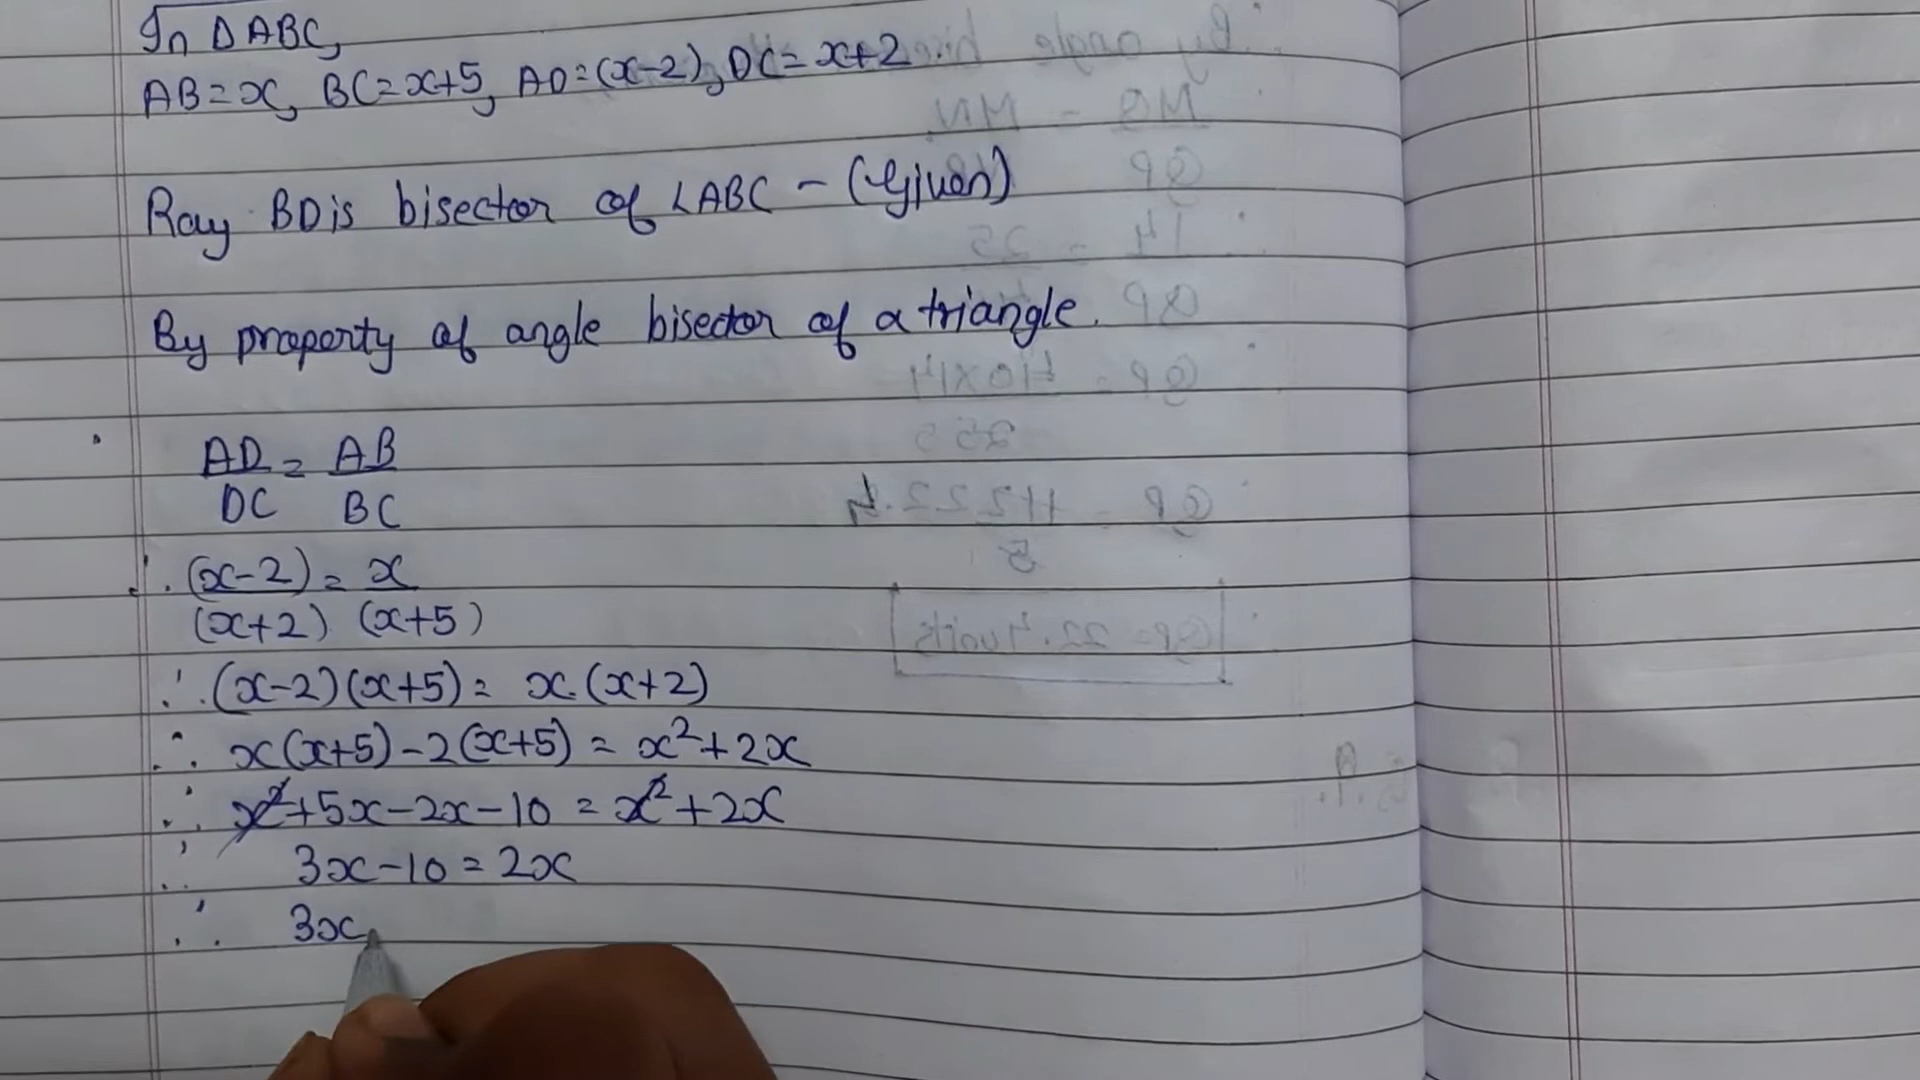 In ΔABC,
AB = x, BC = x+5, AD = (x-2), DC = x+2.
Ray BD is bisector of ∠ABC - (Given)
By property of angle bisector of a triangle.
AD = AB
DC BC
∴ (x-2) = x
(x+2) (x+5)
∴ (x-2)(x+5) = x.(x+2)
∴ x(x+5)-2(x+5) = x²+2x
∴ x²+5x-2x-10 = x²+2x
∴ 3x-10 = 2x
∴ 3x